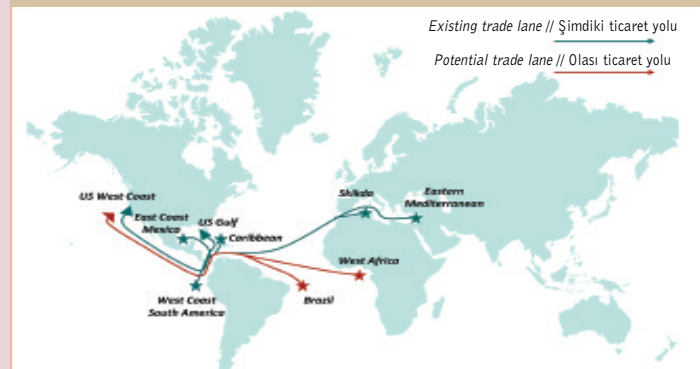 Existing trade lane // Şimdiki ticaret yolu
Potential trade lane // Olası ticaret yolu
US West Coast
East Coast
Mexico
US Gulf
Caribbean
Skikda
Eastern
Mediterranean
West Africa
West Coast
South America
Brazil